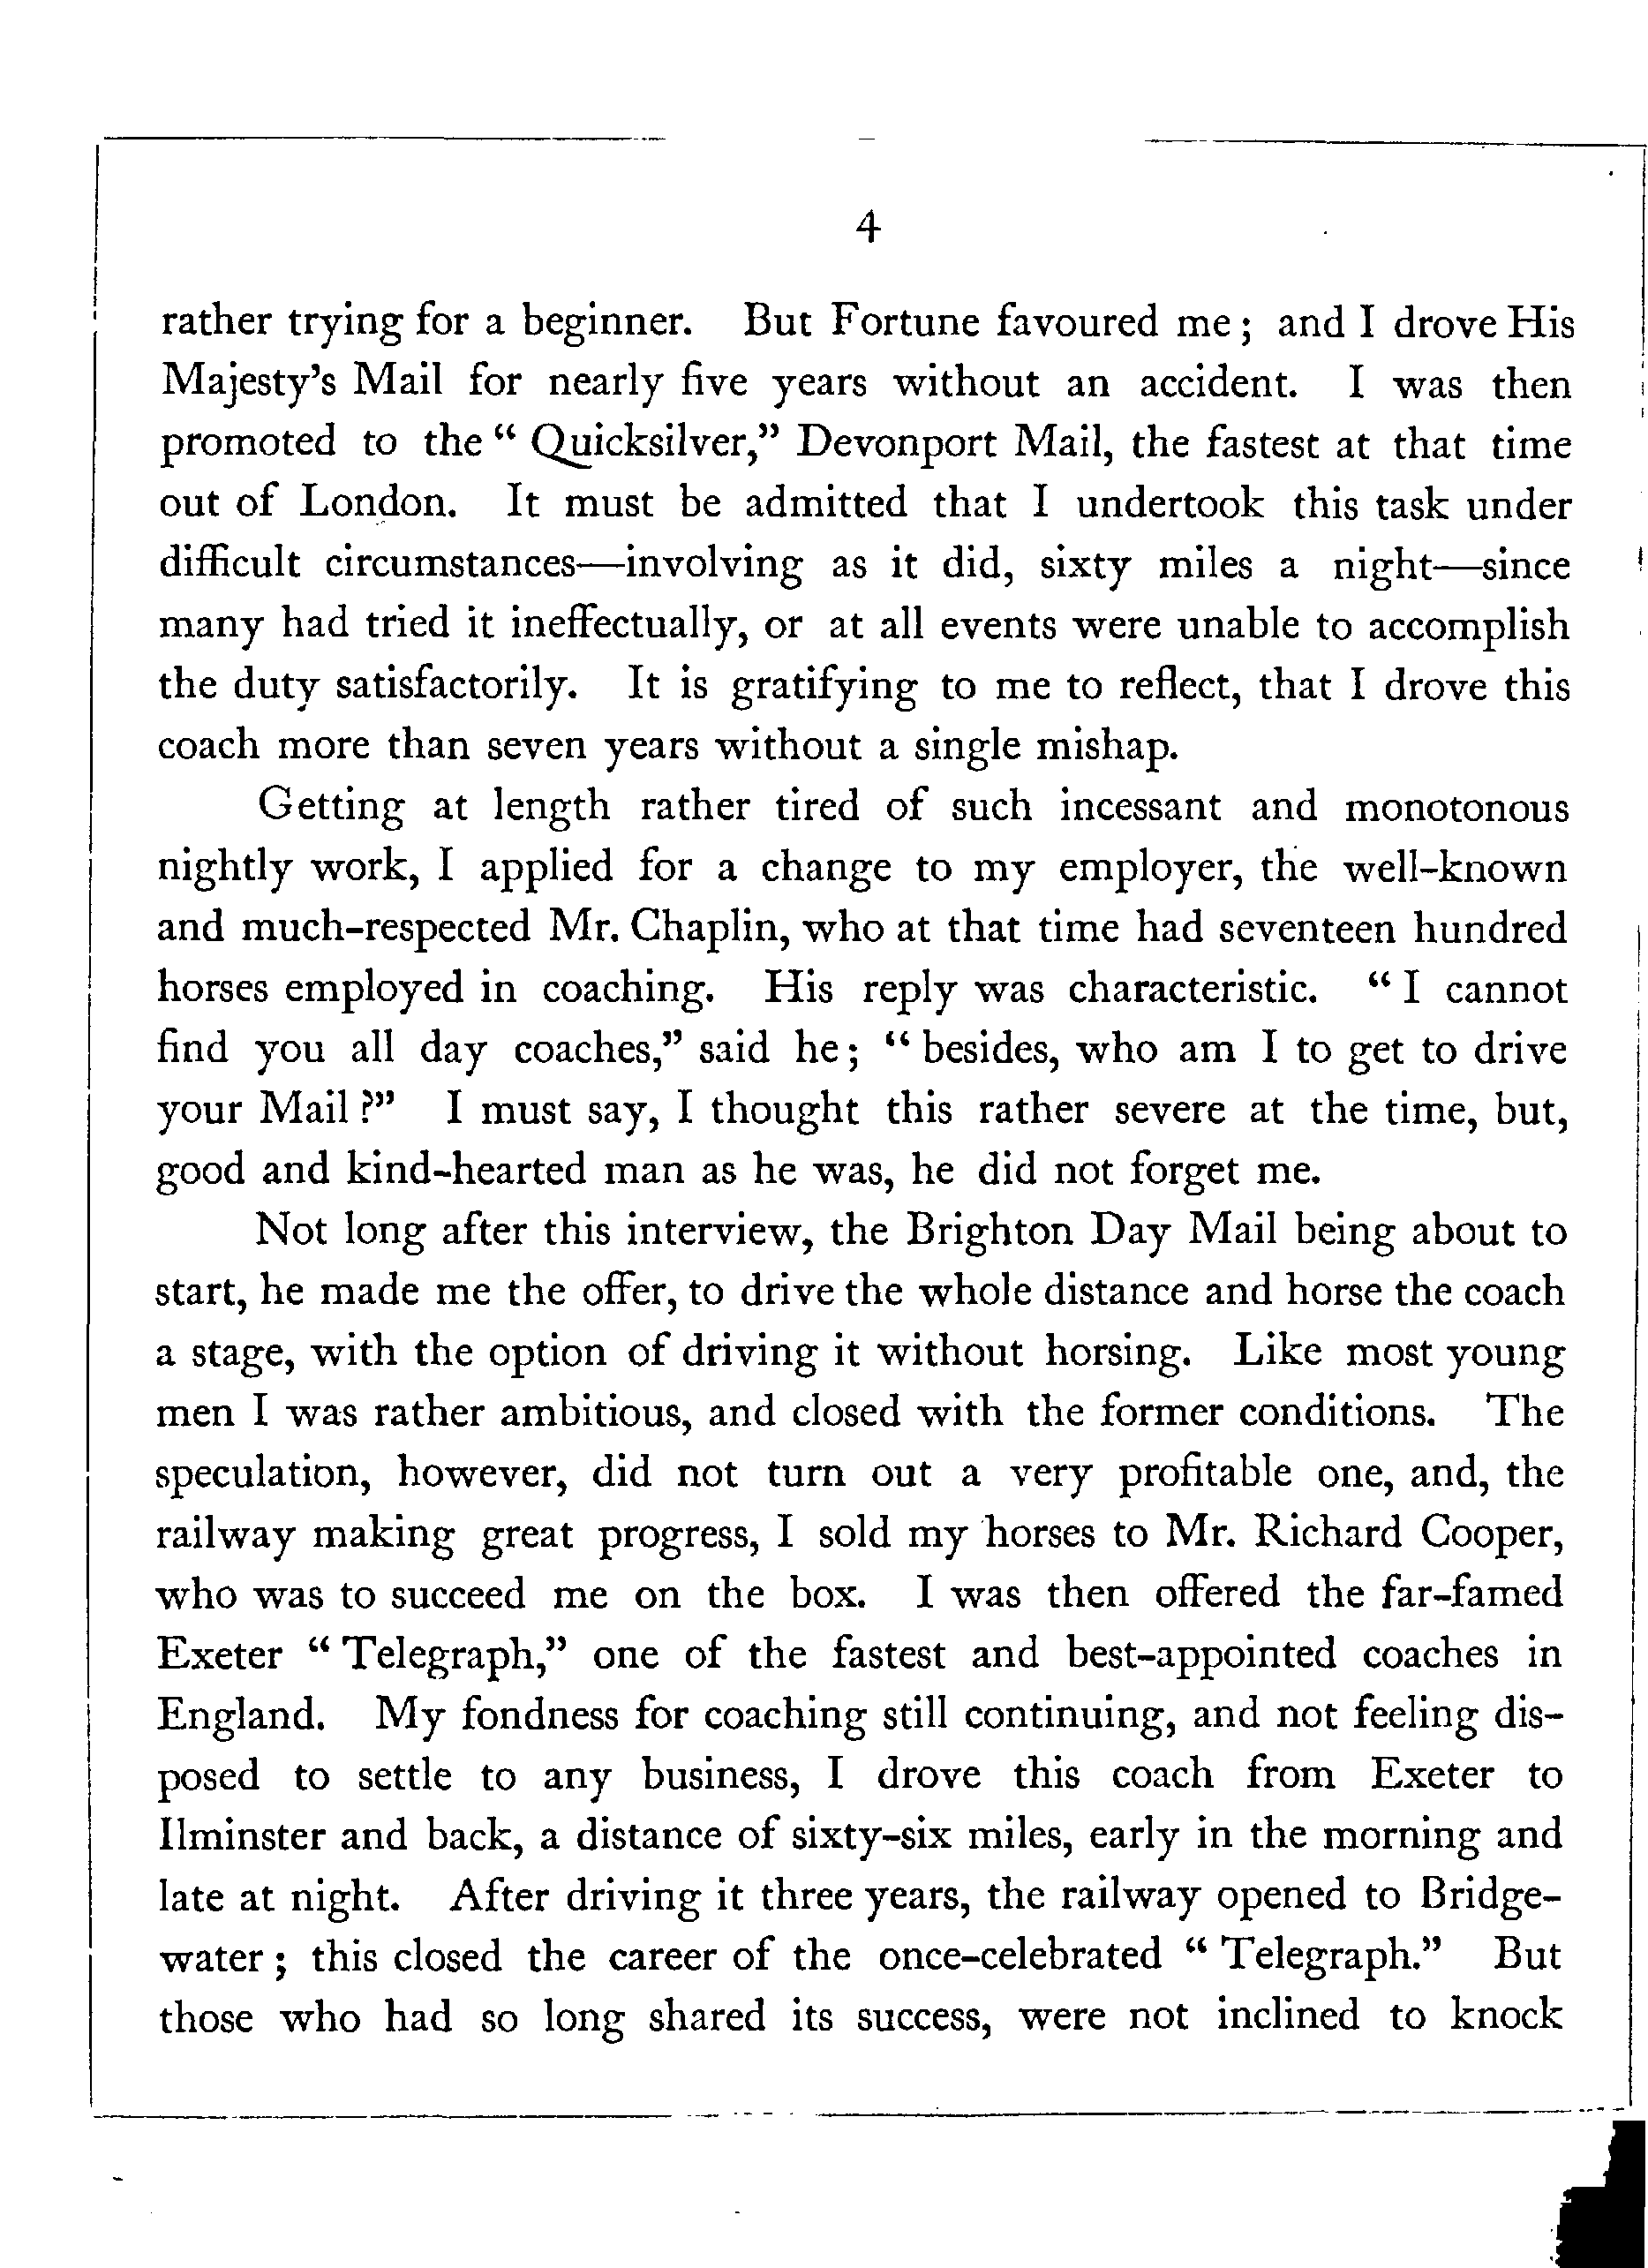 4
rather trying for a beginner. But Fortune favoured me ; and I drove His
Majesty's Mail for nearly five years without an accident. I was then
promoted to the “ Quicksilver,” Devonport Mail, the fastest at that time
out of London. It must be admitted that I undertook this task under
difficult circumstances—involving as it did, sixty miles a night—since
many had tried it ineffectually, or at all events were unable to accomplish
the duty satisfactorily. It is gratifying to me to reflect, that I drove this
coach more than seven years without a single mishap.
Getting at length rather tired of such incessant and monotonous
nightly work, I applied for a change to my employer, the well-known
and much-respected Mr. Chaplin, who at that time had seventeen hundred
horses employed in coaching. His reply was characteristic. “ I cannot
find you all day coaches,” said he ; “ besides, who am I to get to drive
your Mail ?” I must say, I thought this rather severe at the time, but,
good and kind-hearted man as he was, he did not forget me.
Not long after this interview, the Brighton Day Mail being about to
start, he made me the offer, to drive the whole distance and horse the coach
a stage, with the option of driving it without horsing. Like most young
men I was rather ambitious, and closed with the former conditions. The
speculation, however, did not turn out a very profitable one, and, the
railway making great progress, I sold my horses to Mr. Richard Cooper,
who was to succeed me on the box. I was then offered the far-famed
Exeter “ Telegraph,” one of the fastest and best-appointed coaches in
England. My fondness for coaching still continuing, and not feeling dis-
posed to settle to any business, I drove this coach from Exeter to
Ilminster and back, a distance of sixty-six miles, early in the morning and
late at night. After driving it three years, the railway opened to Bridge-
water ; this closed the career of the once-celebrated “ Telegraph.” But
those who had so long shared its success, were not inclined to knock